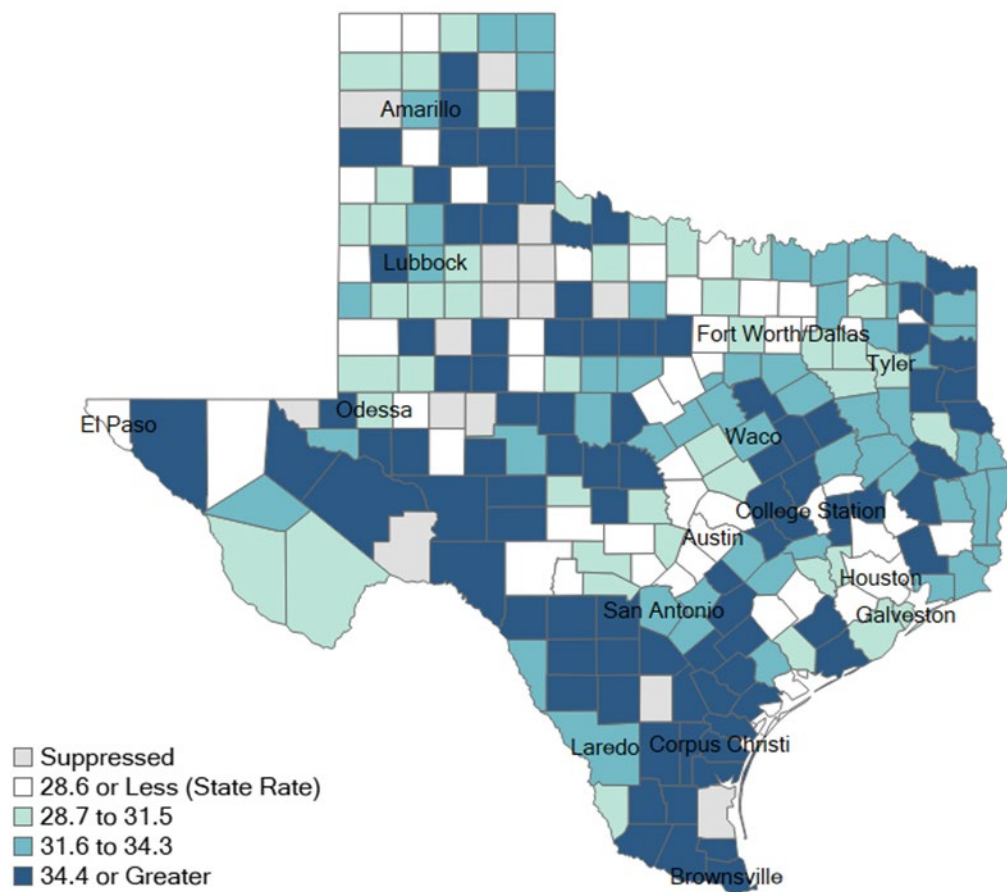 Amarillo
Lubbock
Fort Worth/Dallas
Tyler
El Paso
Odessa
Waco
College Station
Austin
Houston
San Antonio
Galveston
Laredo
Corpus Christi
Brownsville
Suppressed
28.6 or Less (State Rate)
28.7 to 31.5
31.6 to 34.3
34.4 or Greater